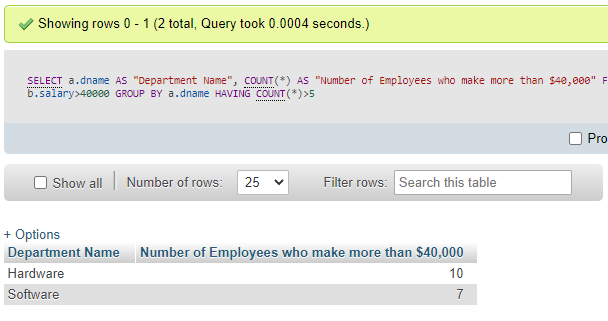 Showing rows 0 - 1 (2 total, Query took 0.0004 seconds.)
SELECT a.dname AS "Department Name", COUNT(*) AS "Number of Employees who make more than $40,000" F
b.salary>40000 GROUP BY a.dname HAVING COUNT(*)>5
Pro
Show all Number of rows: 25 Filter rows: Search this table
+ Options
Department Name Number of Employees who make more than $40,000
Hardware 10
Software 7